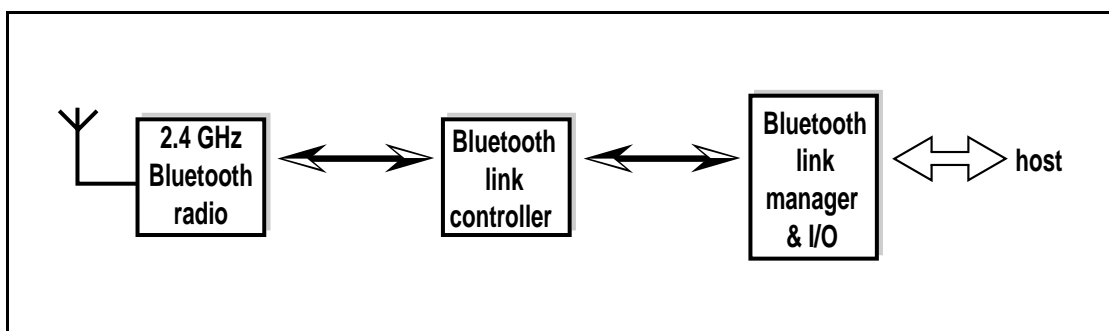 2.4 GHz
Bluetooth
radio
Bluetooth
link
controller
Bluetooth
link
manager
& I/O
host